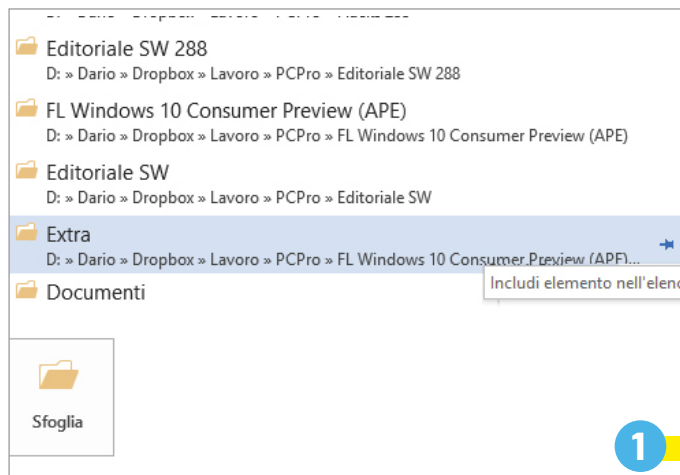 Editoriale SW 288
D: » Dario » Dropbox » Lavoro » PCPro » Editoriale SW 288
FL Windows 10 Consumer Preview (APE)
D: » Dario » Dropbox » Lavoro » PCPro » FL Windows 10 Consumer Preview (APE)
Editoriale SW
D: » Dario » Dropbox » Lavoro » PCPro » Editoriale SW
Extra
D: » Dario » Dropbox » Lavoro » PCPro » FL Windows 10 Consumer Preview (APE)...
Includi elemento nell'elenc
Documenti
Sfoglia
1